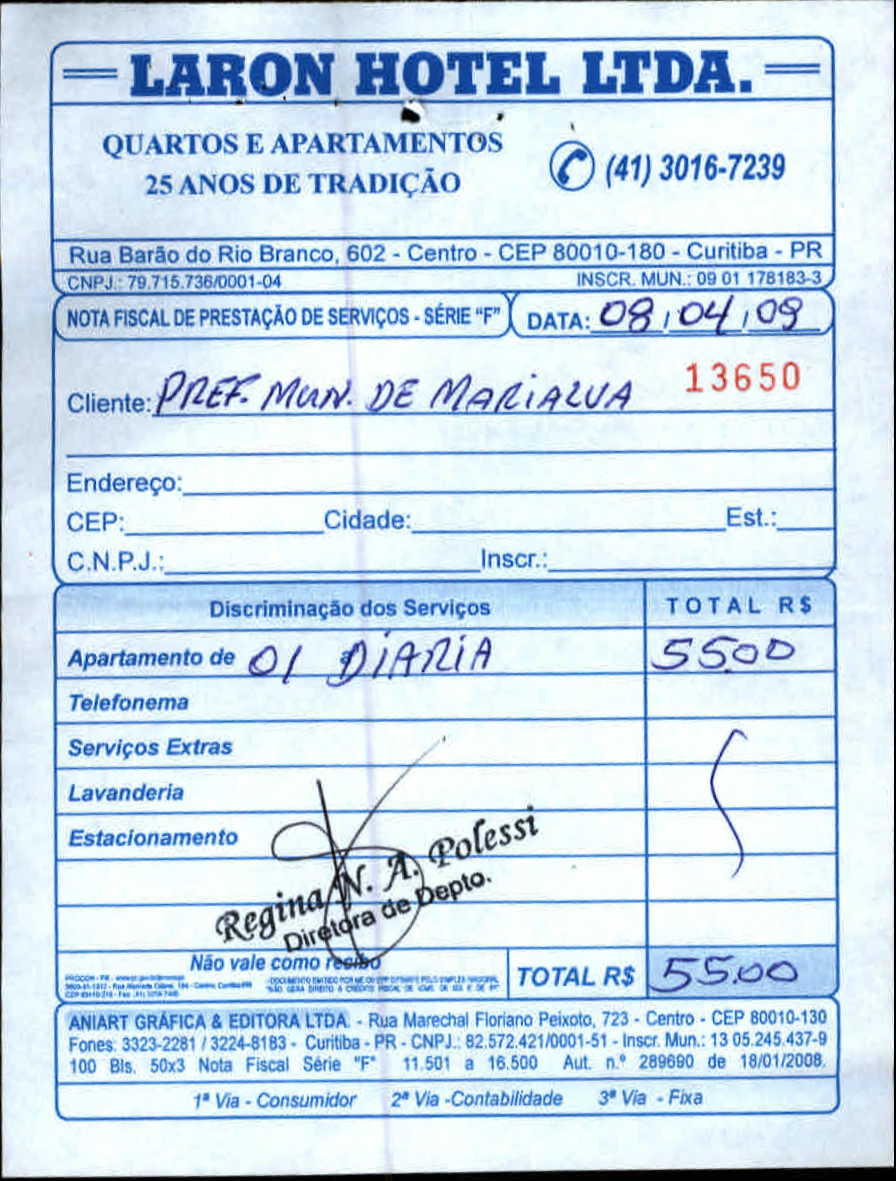 LARON HOTEL LTDA.
QUARTOS E APARTAMENTOS
25 ANOS DE TRADIÇÃO
(41) 3016-7239
Rua Barão do Rio Branco, 602 - Centro - CEP 80010-180 - Curitiba - PR
CNPJ.: 79.715.736/0001-04 INSCR. MUN.: 09 01 178183-3
NOTA FISCAL DE PRESTAÇÃO DE SERVIÇOS - SÉRIE "F" DATA: 08/04/09
13650
Cliente: PREF. MUN. DE MARIALVA
Endereço:
CEP: Cidade: Est.:
C.N.P.J.: Inscr.:
Discriminação dos Serviços TOTAL R$
Apartamento de 01 DIARIA 55,00
Telefonema
Serviços Extras
Lavanderia
Estacionamento
Regina N. A. Polessi
Diretora de Depto.
Não vale como recibo
TOTAL R$ 55,00
ANIART GRÁFICA & EDITORA LTDA. - Rua Marechal Floriano Peixoto, 723 - Centro - CEP 80010-130
Fones: 3323-2281 / 3224-8183 - Curitiba - PR - CNPJ.: 82.572.421/0001-51 - Inscr. Mun.: 13 05.245.437-9
100 Bls. 50x3 Nota Fiscal Série "F" 11.501 a 16.500 Aut. n.º 289690 de 18/01/2008.
1ª Via - Consumidor 2ª Via -Contabilidade 3ª Via - Fixa